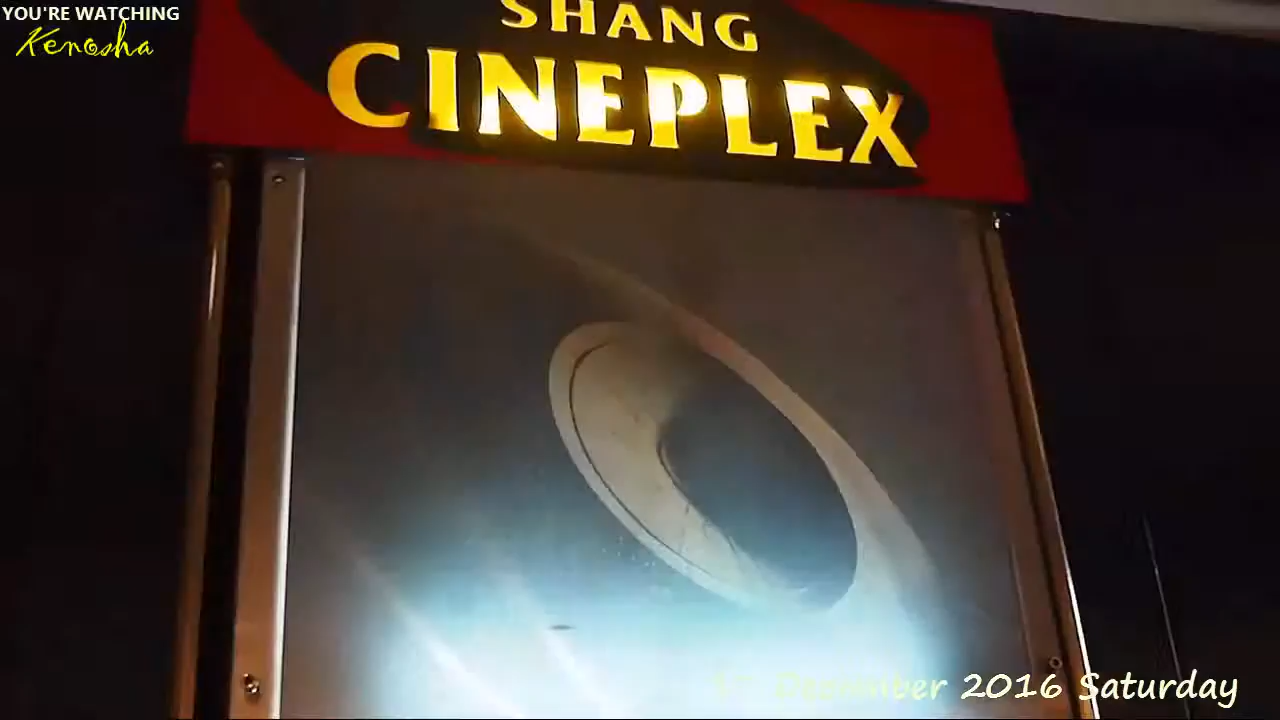 YOU'RE WATCHING
Kenosha
SHANG
CINEPLEX
December 2016 Saturday